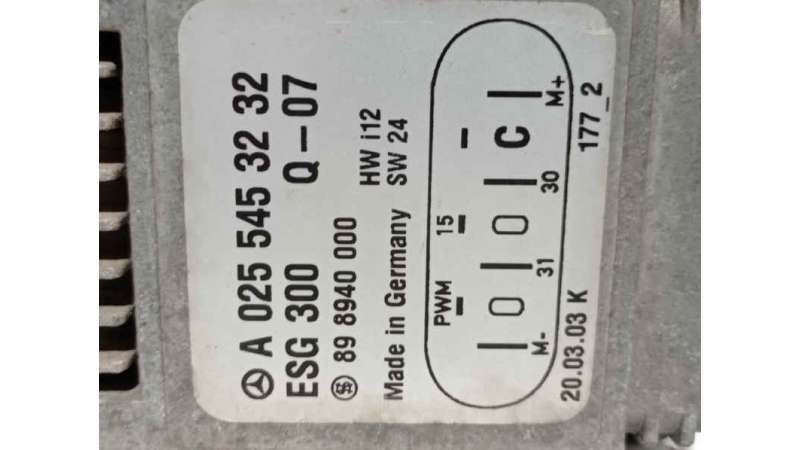 A 025 545 32 32
ESG 300 Q-07
89 8940 000 HW i12
Made in Germany SW 24
PWM 15
C
M- 31 30 M+
20.03.03 K 177_2